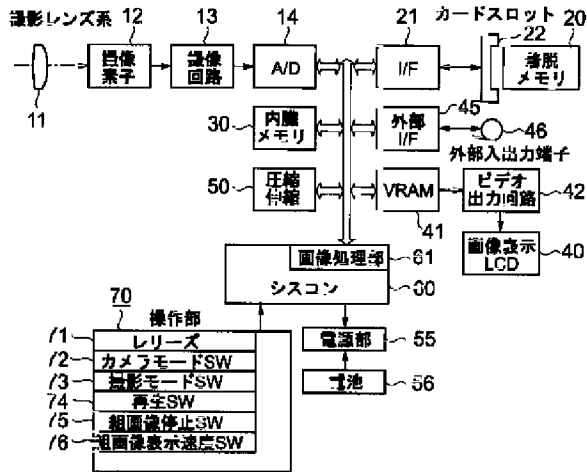 撮影レンズ系
12
13
14
21
カードスロット
22
20
撮像
素子
撮像
回路
A/D
I/F
着脱
メモリ
11
30
内臓
メモリ
外部
I/F
45
46
外部入出力端子
50
圧縮
伸縮
VRAM
41
ビデオ
出力回路
42
画像表示
LCD
40
画像処理部
61
シスコン
60
70
操作部
71
レリーズ
72
カメラモードSW
73
撮影モードSW
74
再生SW
75
組画像停止SW
76
組画像表示速度SW
電源部
55
電池
56